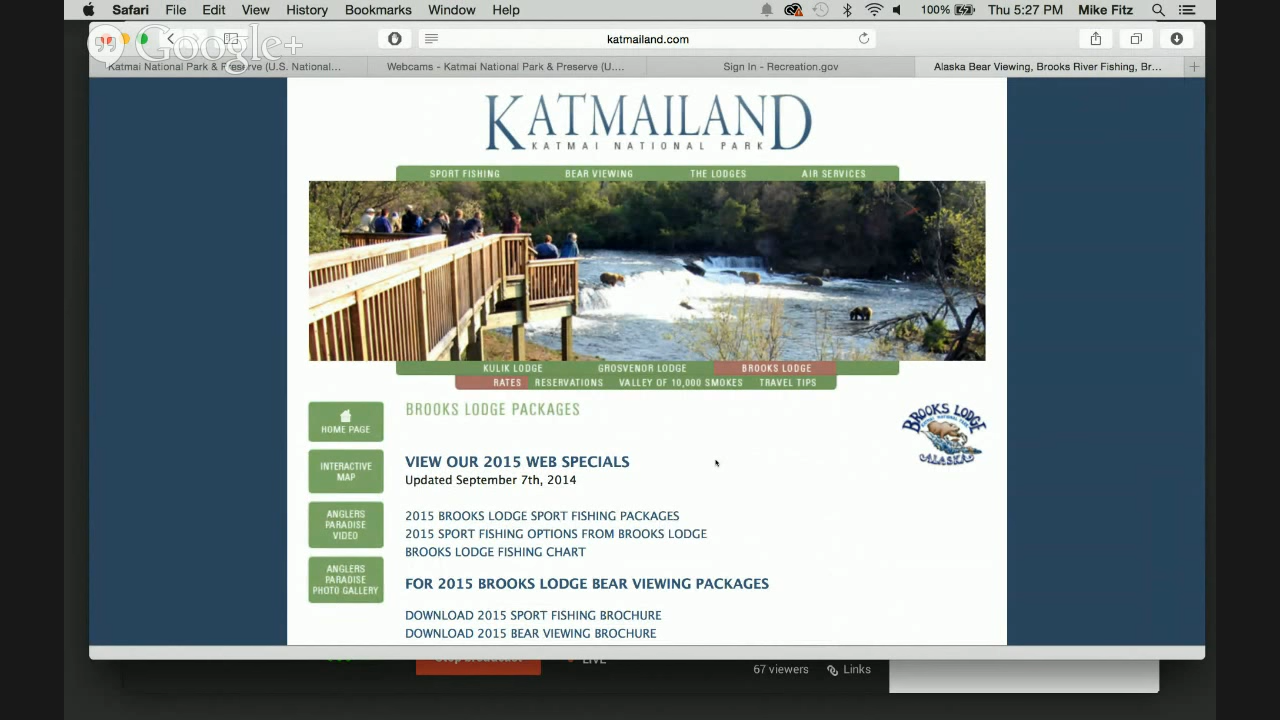 Safari File Edit View History Bookmarks Window Help 100% Thu 5:27 PM Mike Fitz
Google+
katmailand.com
Katmai National Park & Preserve (U.S. National... Webcams - Katmai National Park & Preserve (U.... Sign In - Recreation.gov Alaska Bear Viewing, Brooks River Fishing, Br...
KATMAILAND
KATMAI NATIONAL PARK
SPORT FISHING BEAR VIEWING THE LODGES AIR SERVICES
KULIK LODGE GROSVENOR LODGE BROOKS LODGE
RATES RESERVATIONS VALLEY OF 10,000 SMOKES TRAVEL TIPS
HOME PAGE
INTERACTIVE
MAP
ANGLERS
PARADISE
VIDEO
ANGLERS
PARADISE
PHOTO GALLERY
BROOKS LODGE PACKAGES
VIEW OUR 2015 WEB SPECIALS
Updated September 7th, 2014
2015 BROOKS LODGE SPORT FISHING PACKAGES
2015 SPORT FISHING OPTIONS FROM BROOKS LODGE
BROOKS LODGE FISHING CHART
FOR 2015 BROOKS LODGE BEAR VIEWING PACKAGES
DOWNLOAD 2015 SPORT FISHING BROCHURE
DOWNLOAD 2015 BEAR VIEWING BROCHURE
BROOKS LODGE
ALASKA
LIVE
67 viewers Links